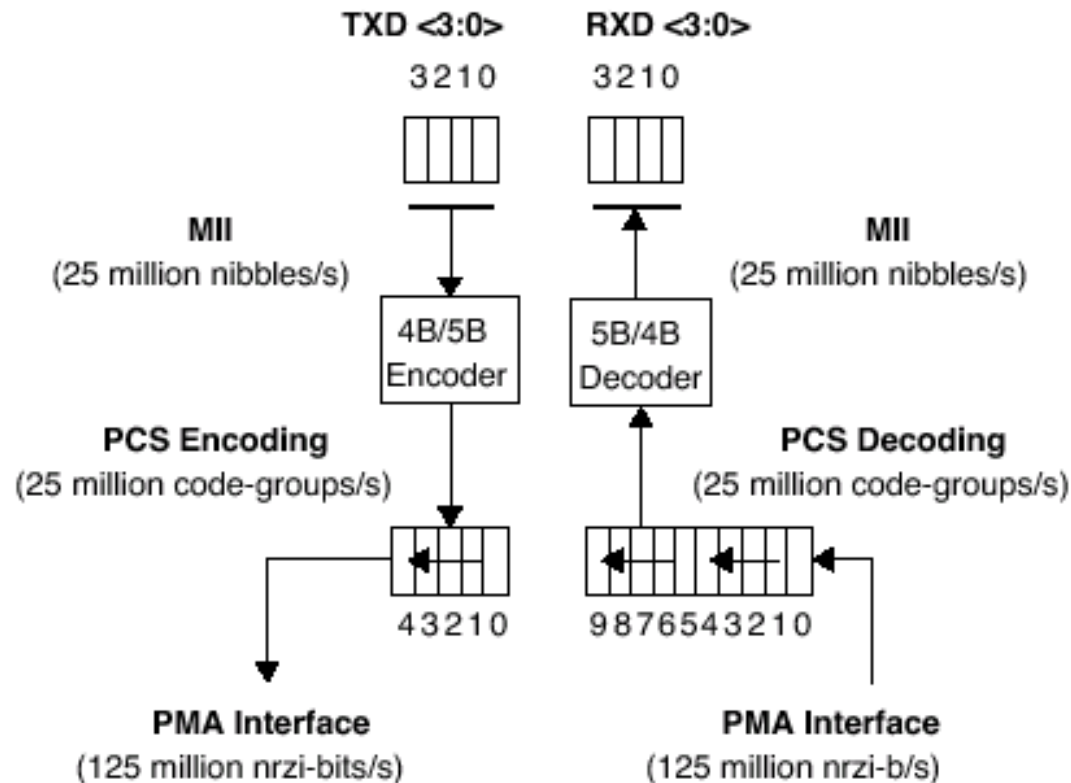 TXD <3:0> RXD <3:0>
3210 3210
MII MII
(25 million nibbles/s) (25 million nibbles/s)
4B/5B 5B/4B
Encoder Decoder
PCS Encoding PCS Decoding
(25 million code-groups/s) (25 million code-groups/s)
43210 9876543210
PMA Interface PMA Interface
(125 million nrzi-bits/s) (125 million nrzi-b/s)